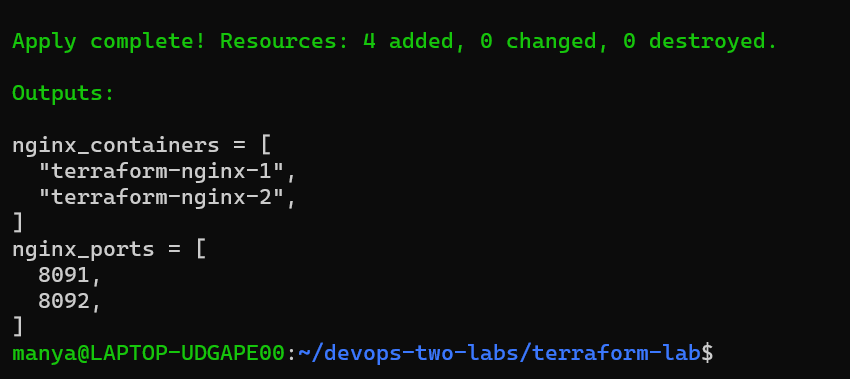 Apply complete! Resources: 4 added, 0 changed, 0 destroyed.
Outputs:
nginx_containers = [
  "terraform-nginx-1",
  "terraform-nginx-2",
]
nginx_ports = [
  8091,
  8092,
]
manya@LAPTOP-UDGAPE00:~/devops-two-labs/terraform-lab$